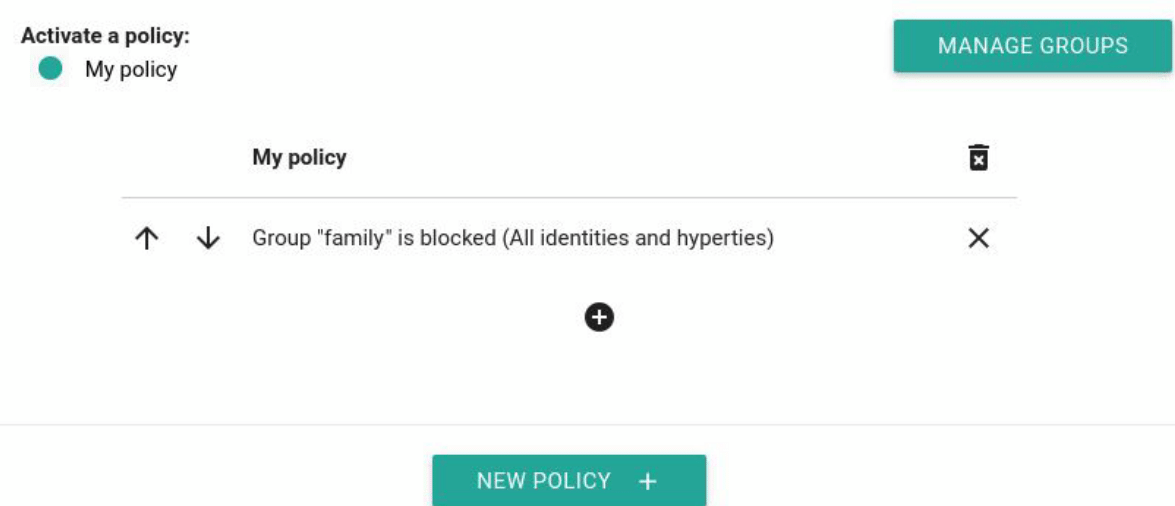 Activate a policy:
MANAGE GROUPS
My policy
My policy
Group "family" is blocked (All identities and hyperties)
NEW POLICY +